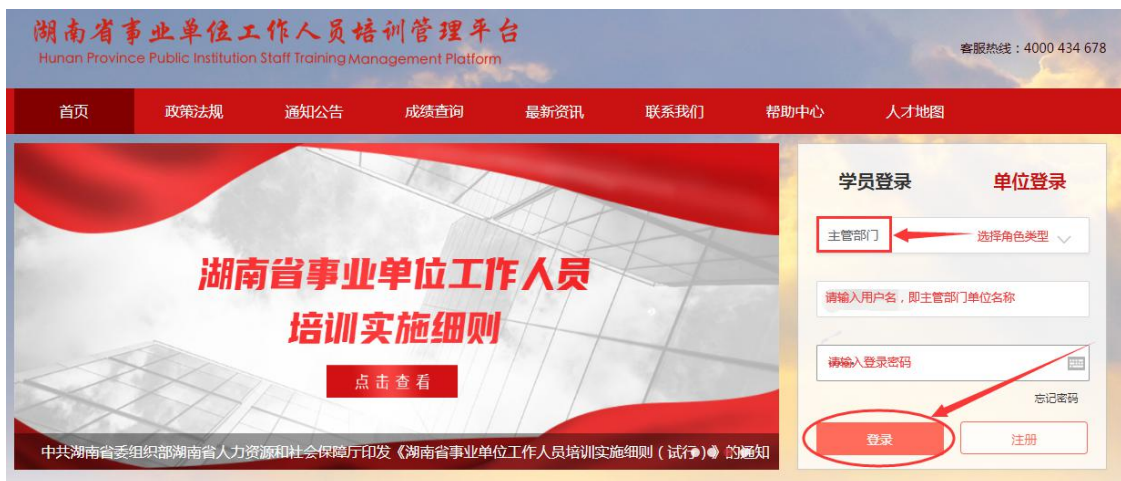 湖南省事业单位工作人员培训管理平台
Hunan Province Public Institution Staff Training Management Platform
客服热线：4000 434 678
首页 政策法规 通知公告 成绩查询 最新资讯 联系我们 帮助中心 人才地图
学员登录 单位登录
主管部门 选择角色类型
湖南省事业单位工作人员
培训实施细则
点击查看
请输入用户名，即主管部门单位名称
请输入登录密码
忘记密码
登录 注册
中共湖南省委组织部湖南省人力资源和社会保障厅印发《湖南省事业单位工作人员培训实施细则（试行）》的通知